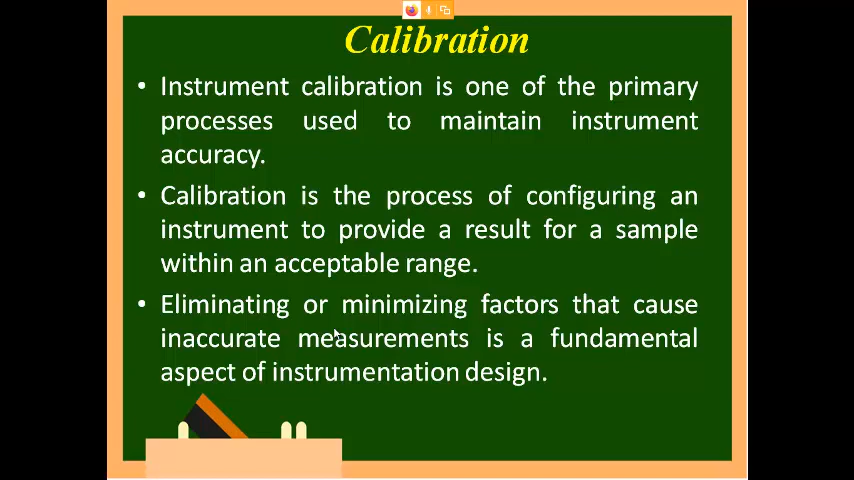 Calibration
• Instrument calibration is one of the primary
processes used to maintain instrument
accuracy.
• Calibration is the process of configuring an
instrument to provide a result for a sample
within an acceptable range.
• Eliminating or minimizing factors that cause
inaccurate measurements is a fundamental
aspect of instrumentation design.